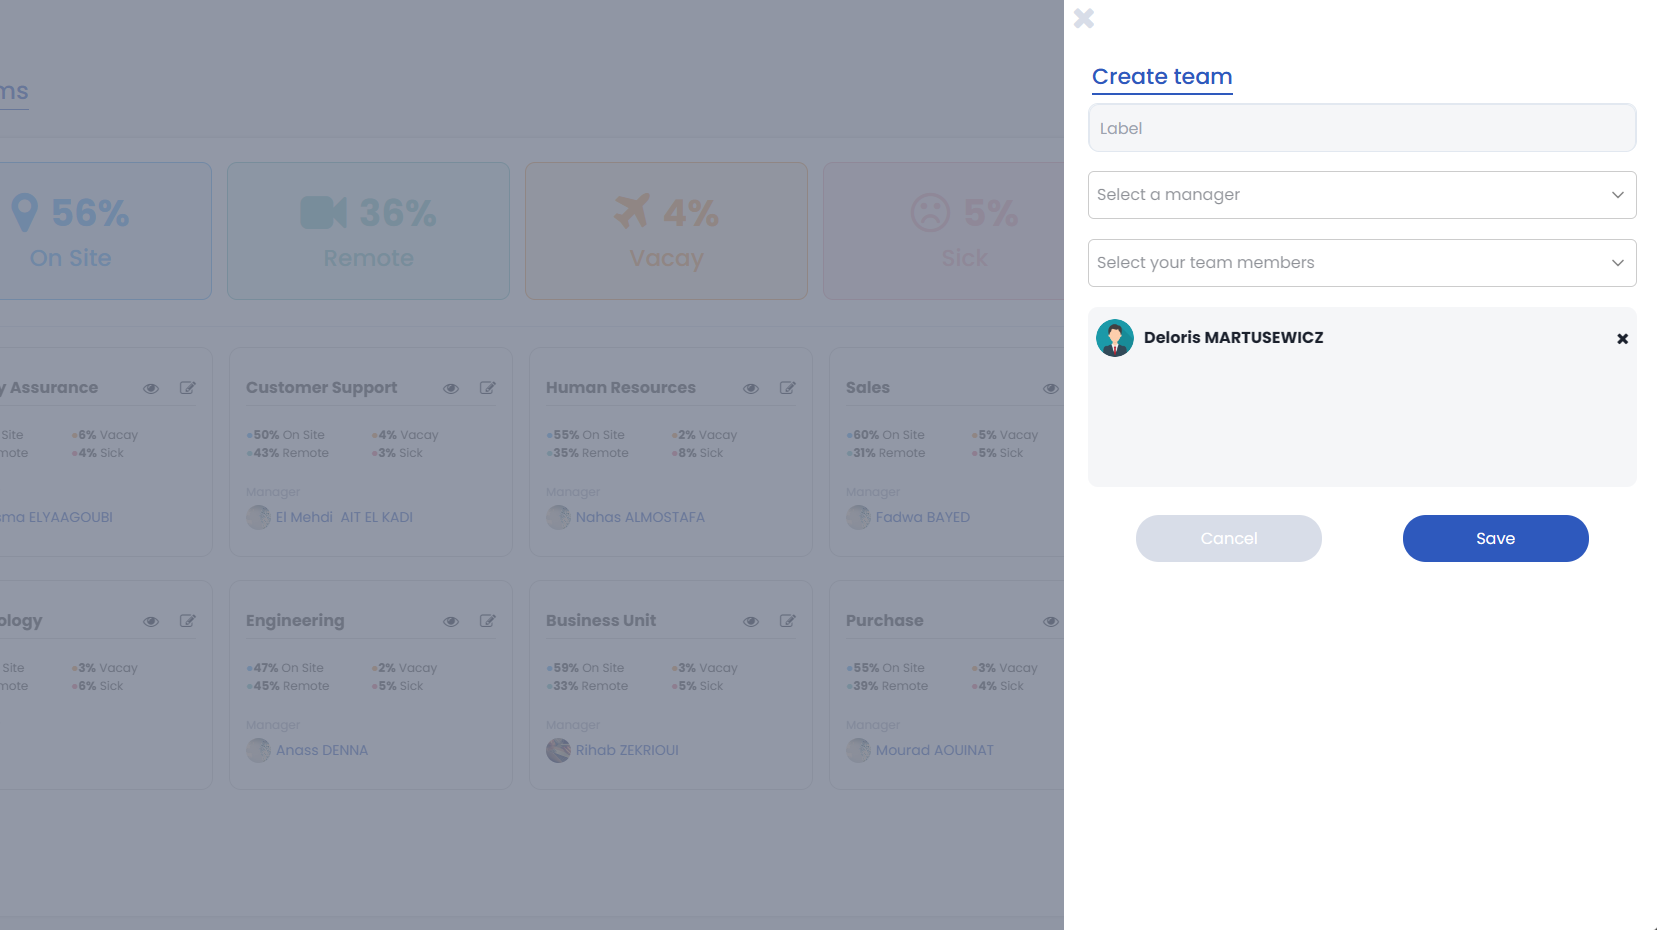 ms
56%
On Site
36%
Remote
4%
Vacay
5%
Sick
y Assurance
Site
6% Vacay
mote
4% Sick
sma ELYAAGOUBI
Customer Support
50% On Site
4% Vacay
43% Remote
3% Sick
Manager
El Mehdi  AIT EL KADI
Human Resources
55% On Site
2% Vacay
35% Remote
8% Sick
Manager
Nahas ALMOSTAFA
Sales
60% On Site
5% Vacay
31% Remote
5% Sick
Manager
Fadwa BAYED
ology
Site
3% Vacay
mote
6% Sick
Engineering
47% On Site
2% Vacay
45% Remote
5% Sick
Manager
Anass DENNA
Business Unit
59% On Site
3% Vacay
33% Remote
5% Sick
Manager
Rihab ZEKRIOUI
Purchase
55% On Site
3% Vacay
39% Remote
4% Sick
Manager
Mourad AOUINAT
Create team
Label
Select a manager
Select your team members
Deloris MARTUSEWICZ
Cancel
Save